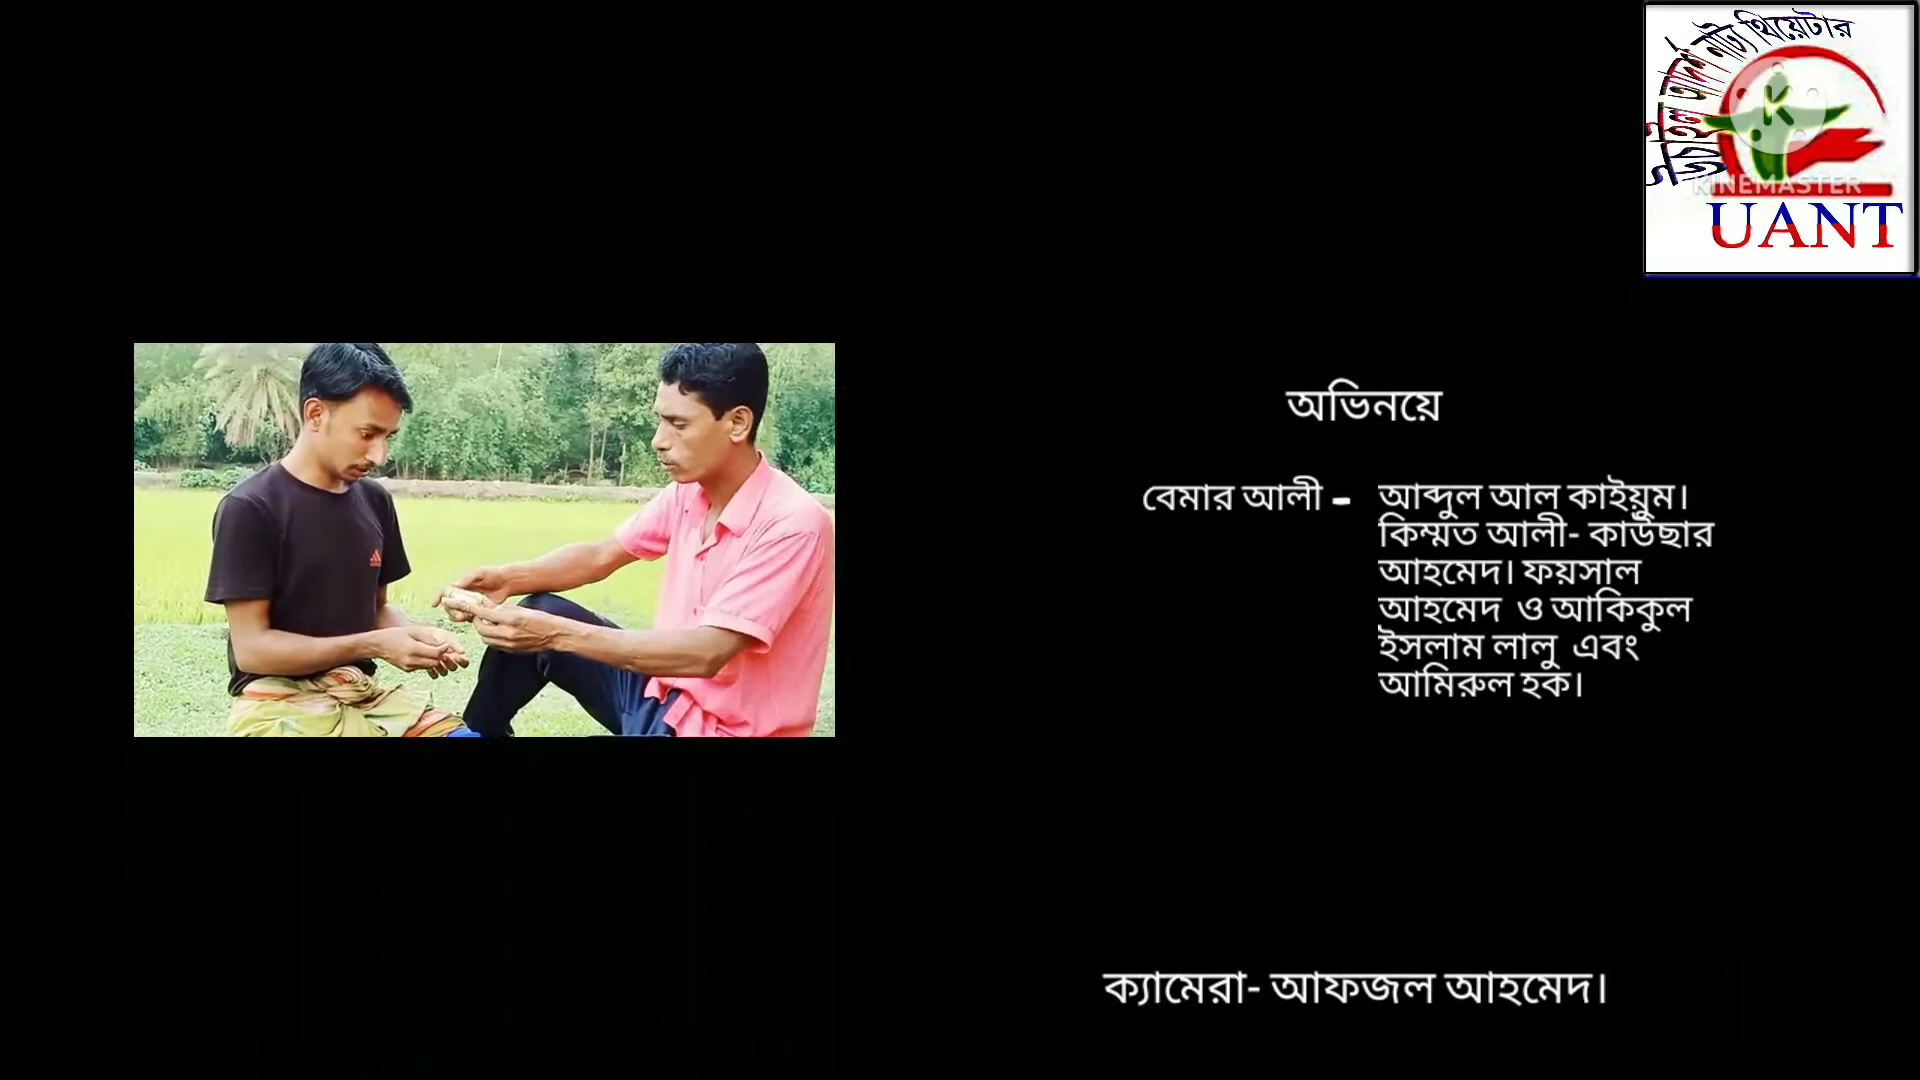 নাট্য থিয়েটার
KINEMASTER
UANT
অভিনয়ে
বেমার আলী - আব্দুল আল কাইয়ুম।
কিম্মত আলী- কাউছার
আহমেদ। ফয়সাল
আহমেদ ও আকিকুল
ইসলাম লালু এবং
আমিরুল হক।
ক্যামেরা- আফজল আহমেদ।